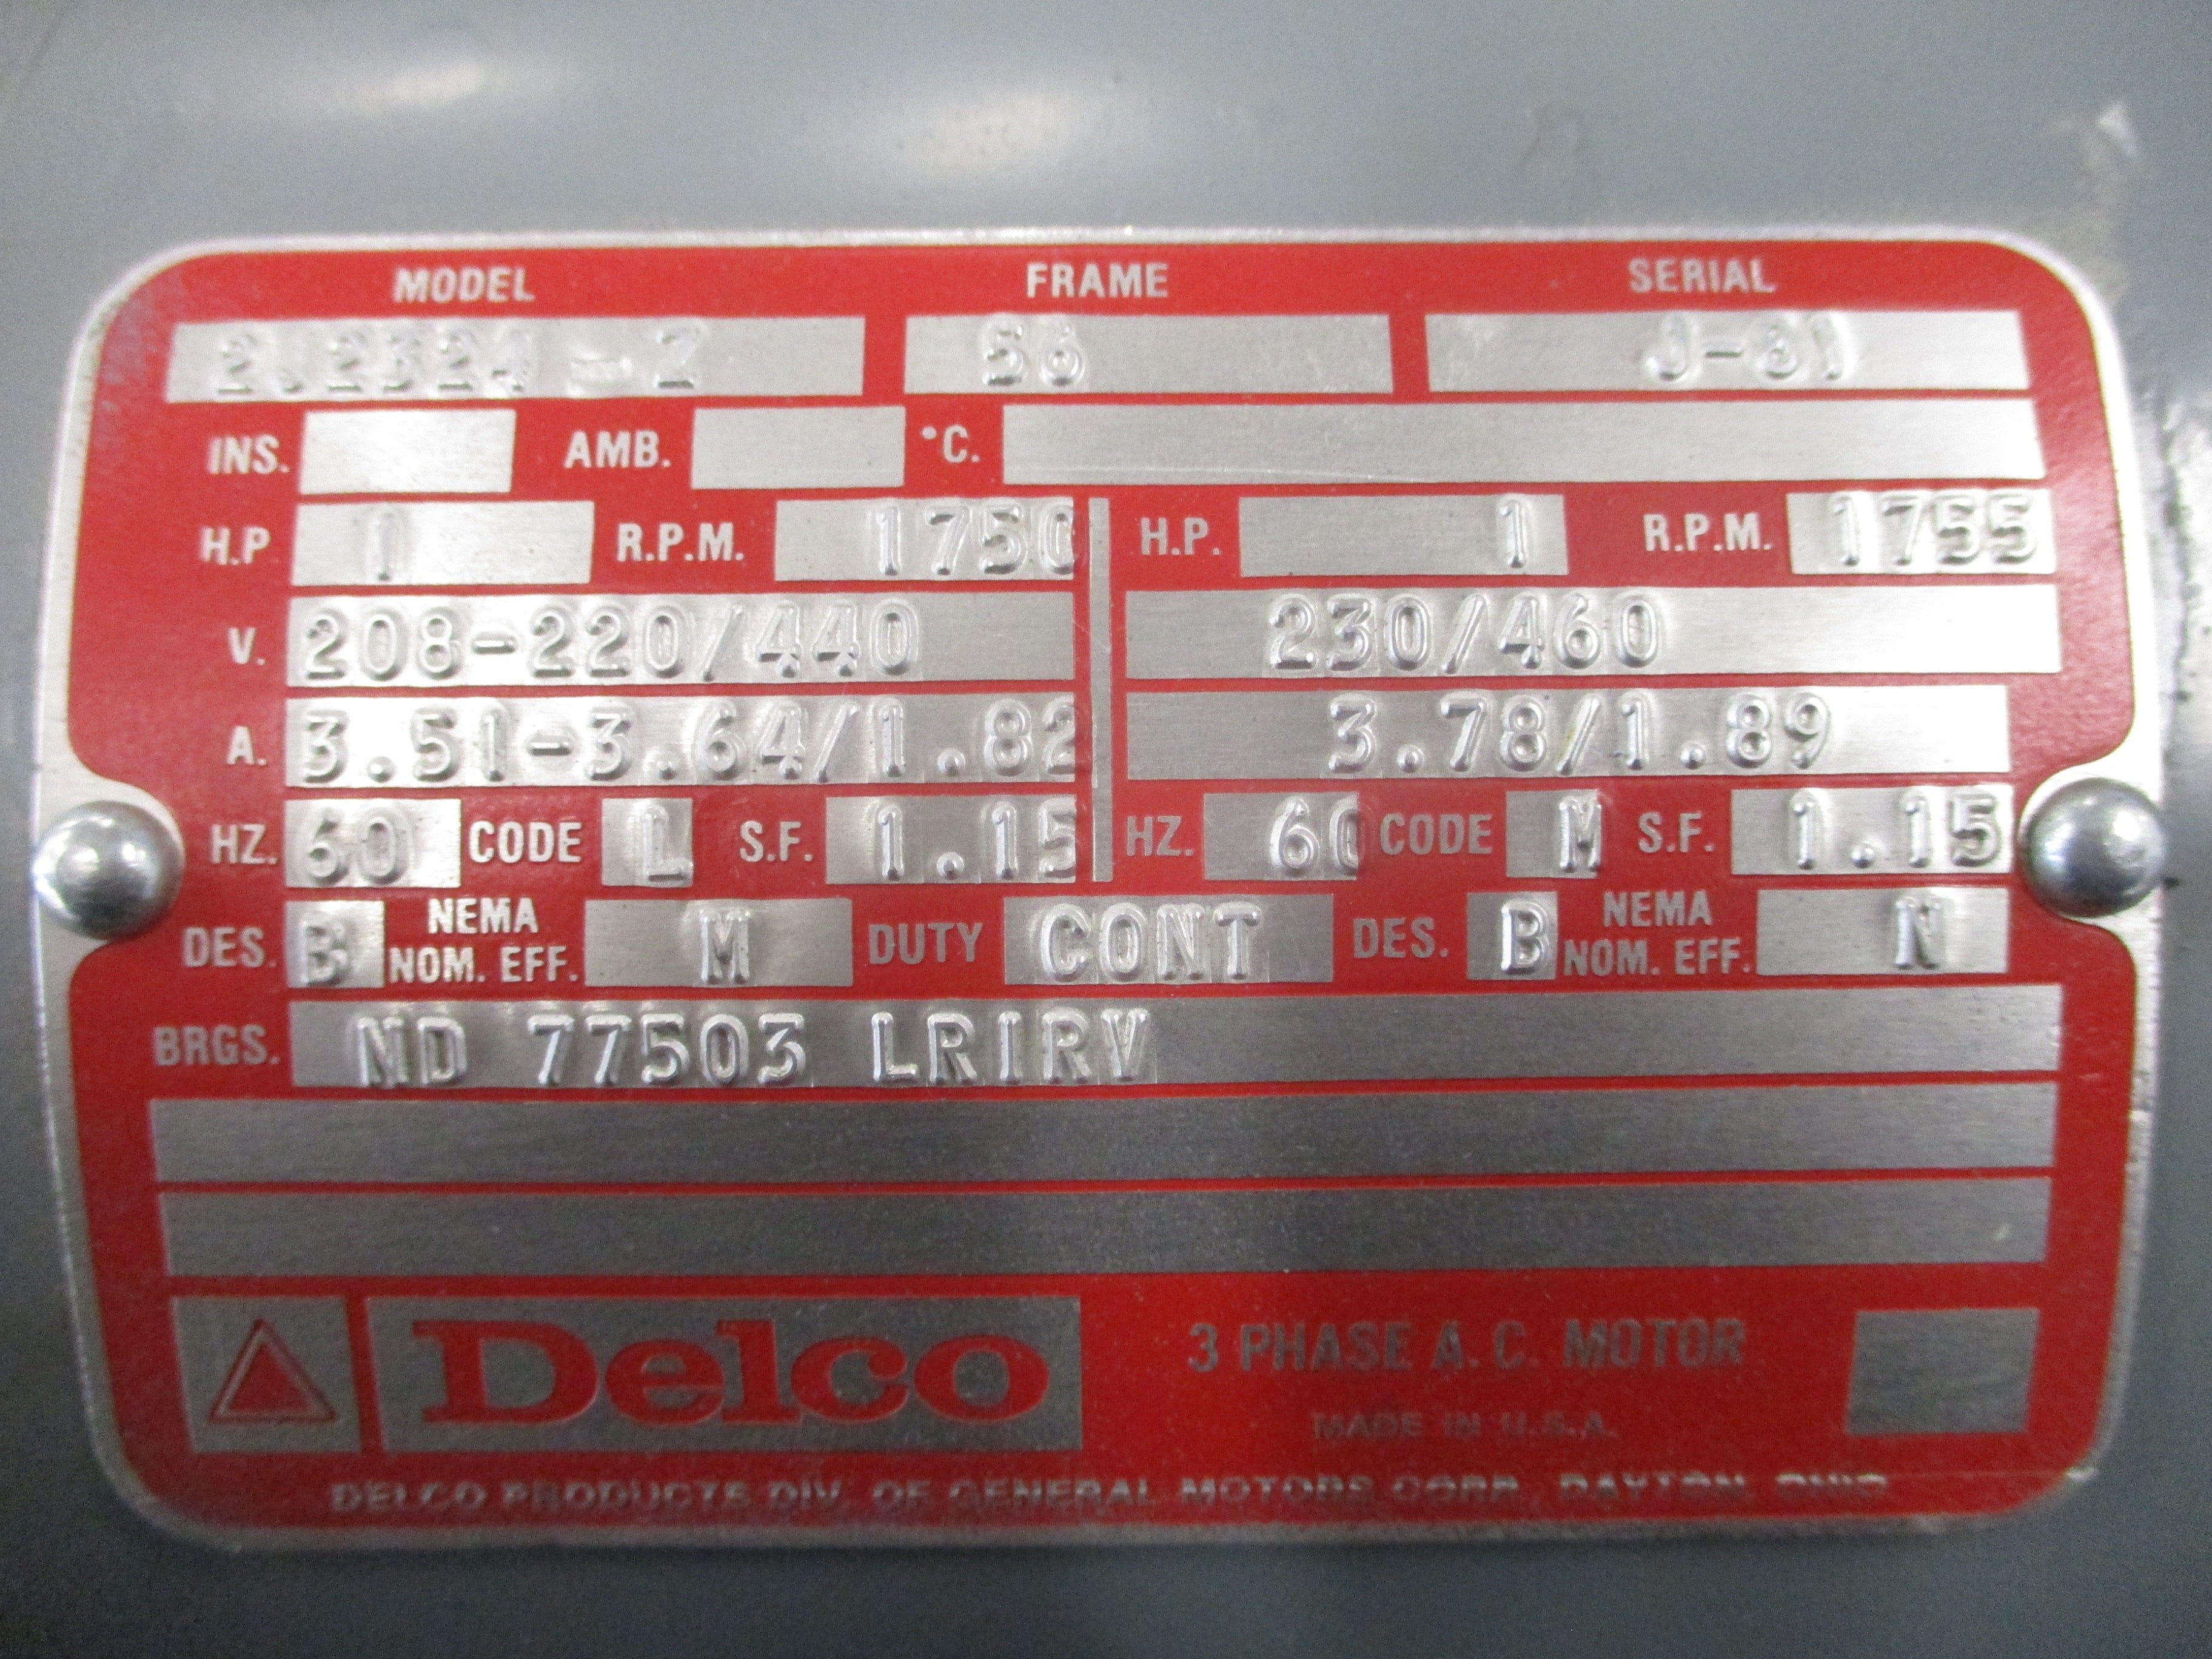 MODEL FRAME SERIAL
56 J-81
INS. AMB. °C.
H.P 1 R.P.M. 1750 H.P. 1 R.P.M. 1755
V. 208-220/440 230/460
A. 3.51-3.64/1.82 3.78/1.89
HZ. 60 CODE L S.F. 1.15 HZ. 60 CODE M S.F. 1.15
DES. B NEMA NOM. EFF. M DUTY CONT DES. B NEMA NOM. EFF. N
BRGS. ND 77503 LRIRV
Delco 3 PHASE A.C. MOTOR
MADE IN U.S.A.
DELCO PRODUCTS DIV. OF GENERAL MOTORS CORP., DAYTON, OHIO